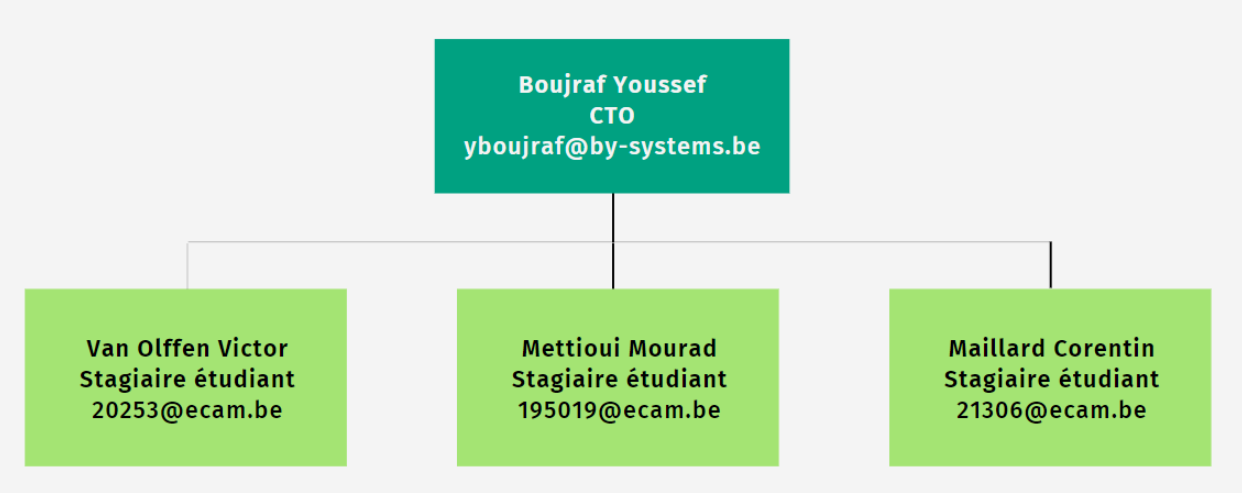 Boujraf Youssef
CTO
yboujraf@by-systems.be
Van Olffen Victor
Stagiaire étudiant
20253@ecam.be
Mettioui Mourad
Stagiaire étudiant
195019@ecam.be
Maillard Corentin
Stagiaire étudiant
21306@ecam.be